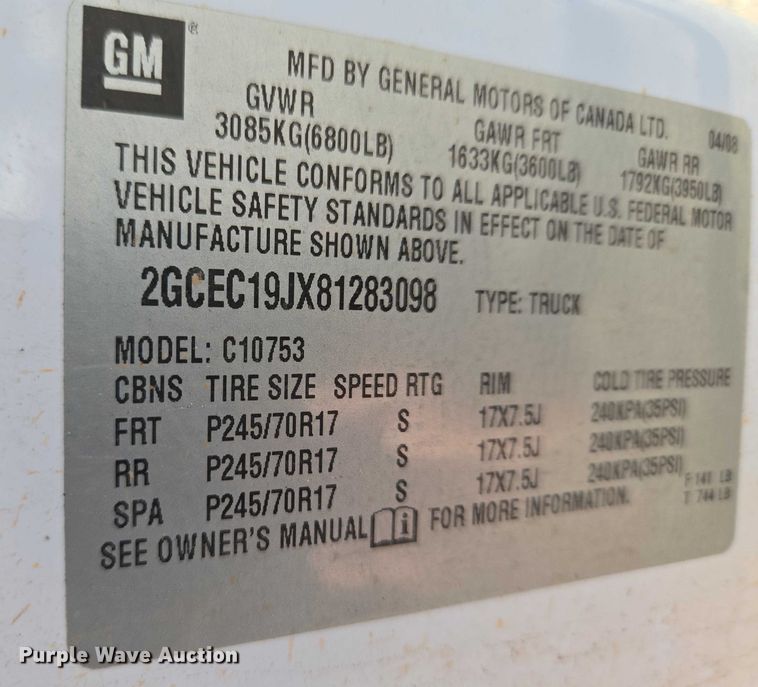 GM ®
MFD BY GENERAL MOTORS OF CANADA LTD. 04/08
GVWR GAWR FRT GAWR RR
3085KG(6800LB) 1633KG(3600LB) 1792KG(3950LB)
THIS VEHICLE CONFORMS TO ALL APPLICABLE U.S. FEDERAL MOTOR
VEHICLE SAFETY STANDARDS IN EFFECT ON THE DATE OF
MANUFACTURE SHOWN ABOVE.
2GCEC19JX81283098 TYPE: TRUCK
MODEL: C10753
CBNS TIRE SIZE SPEED RTG RIM COLD TIRE PRESSURE
FRT P245/70R17 S 17X7.5J 240KPA(35PSI)
RR P245/70R17 S 17X7.5J 240KPA(35PSI)
SPA P245/70R17 S 17X7.5J 240KPA(35PSI)
F 141 LB
T 744 LB
SEE OWNER'S MANUAL FOR MORE INFORMATION.
Purple Wave Auction